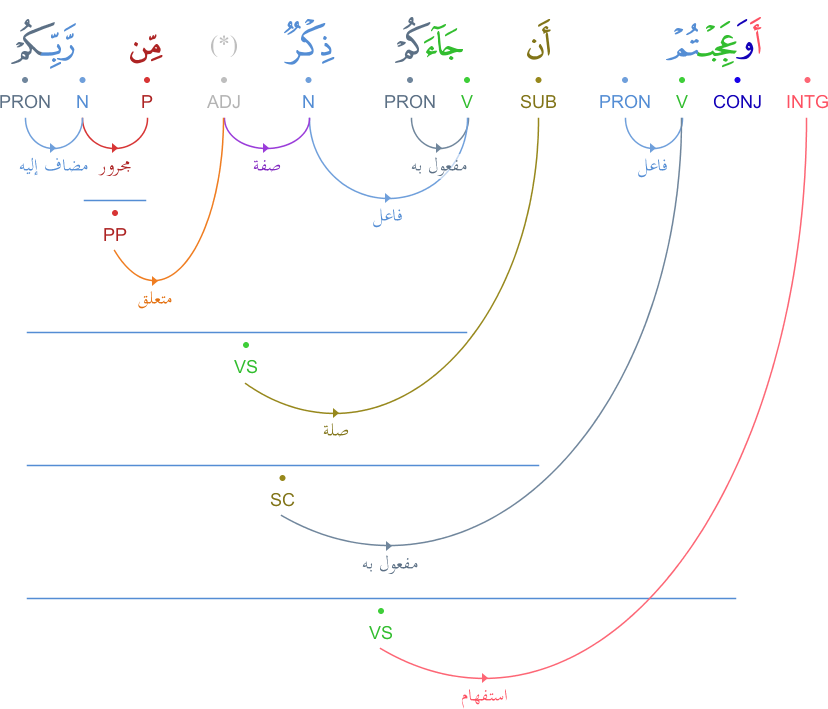 أَوَعَجِبْتُمْ أَن جَآءَكُمْ ذِكْرٌ (*) مِّن رَّبِّكُمْ
INTG CONJ V PRON SUB V PRON N ADJ P N PRON
فاعل مفعول به صفة مجرور مضاف إليه
فاعل
PP
متعلق
VS
صلة
SC
مفعول به
VS
استفهام